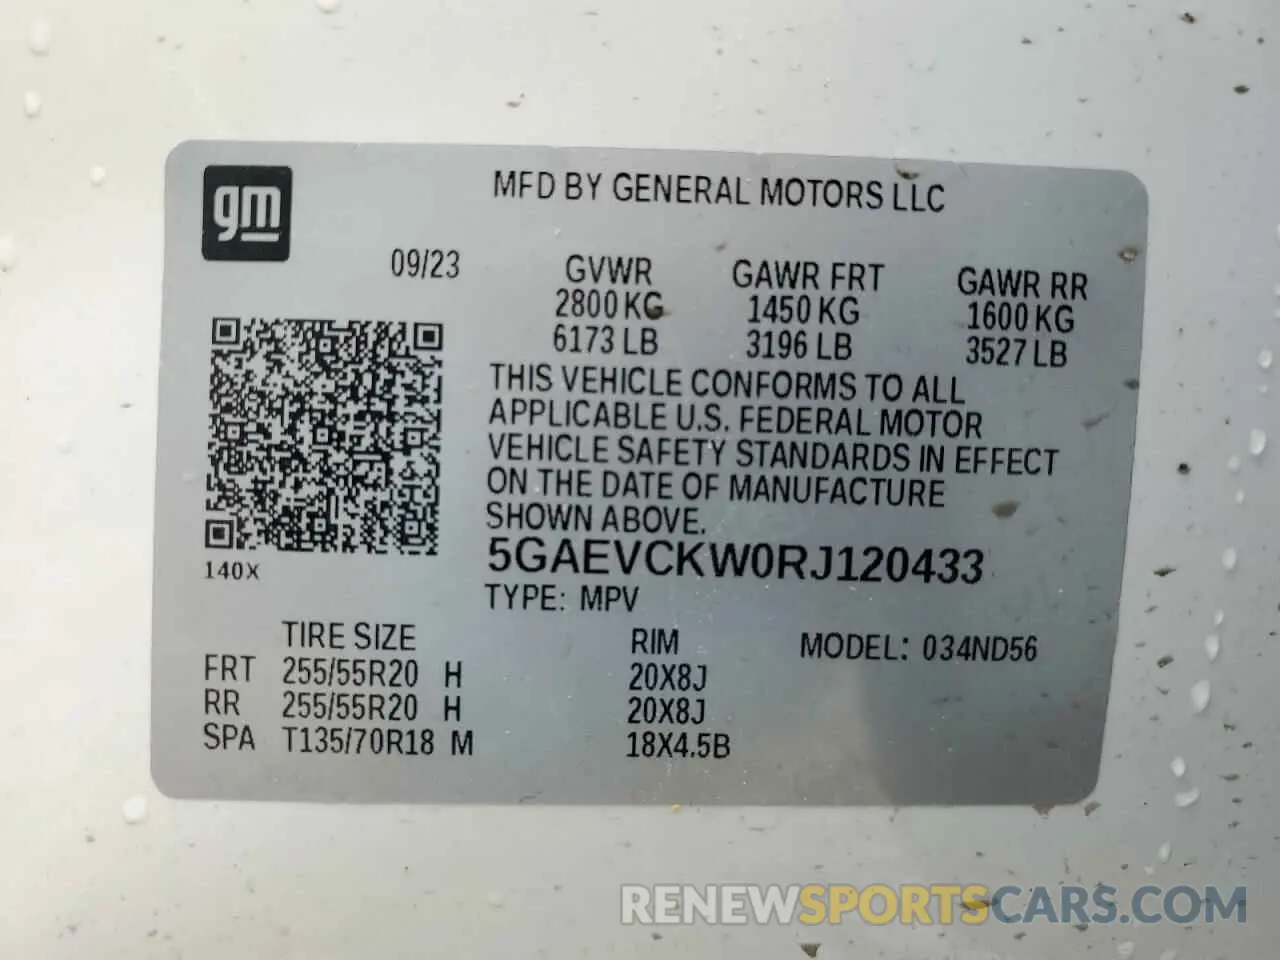 gm
MFD BY GENERAL MOTORS LLC
09/23 GVWR GAWR FRT GAWR RR
2800 KG 1450 KG 1600 KG
6173 LB 3196 LB 3527 LB
THIS VEHICLE CONFORMS TO ALL
APPLICABLE U.S. FEDERAL MOTOR
VEHICLE SAFETY STANDARDS IN EFFECT
ON THE DATE OF MANUFACTURE
SHOWN ABOVE.
5GAEVCKW0RJ120433
140X
TYPE: MPV
TIRE SIZE RIM MODEL: 034ND56
FRT 255/55R20 H 20X8J
RR 255/55R20 H 20X8J
SPA T135/70R18 M 18X4.5B
RENEWSPORTSCARS.COM